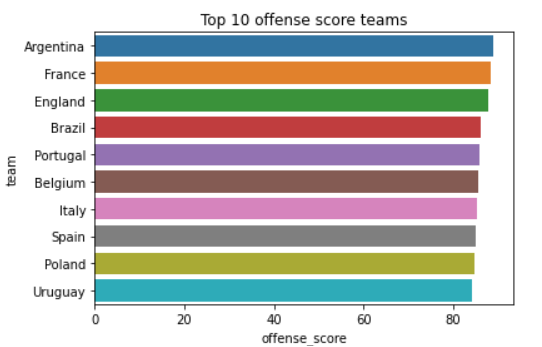 Top 10 offense score teams
Argentina
France
England
Brazil
Portugal
Belgium
Italy
Spain
Poland
Uruguay
team
0 20 40 60 80
offense_score